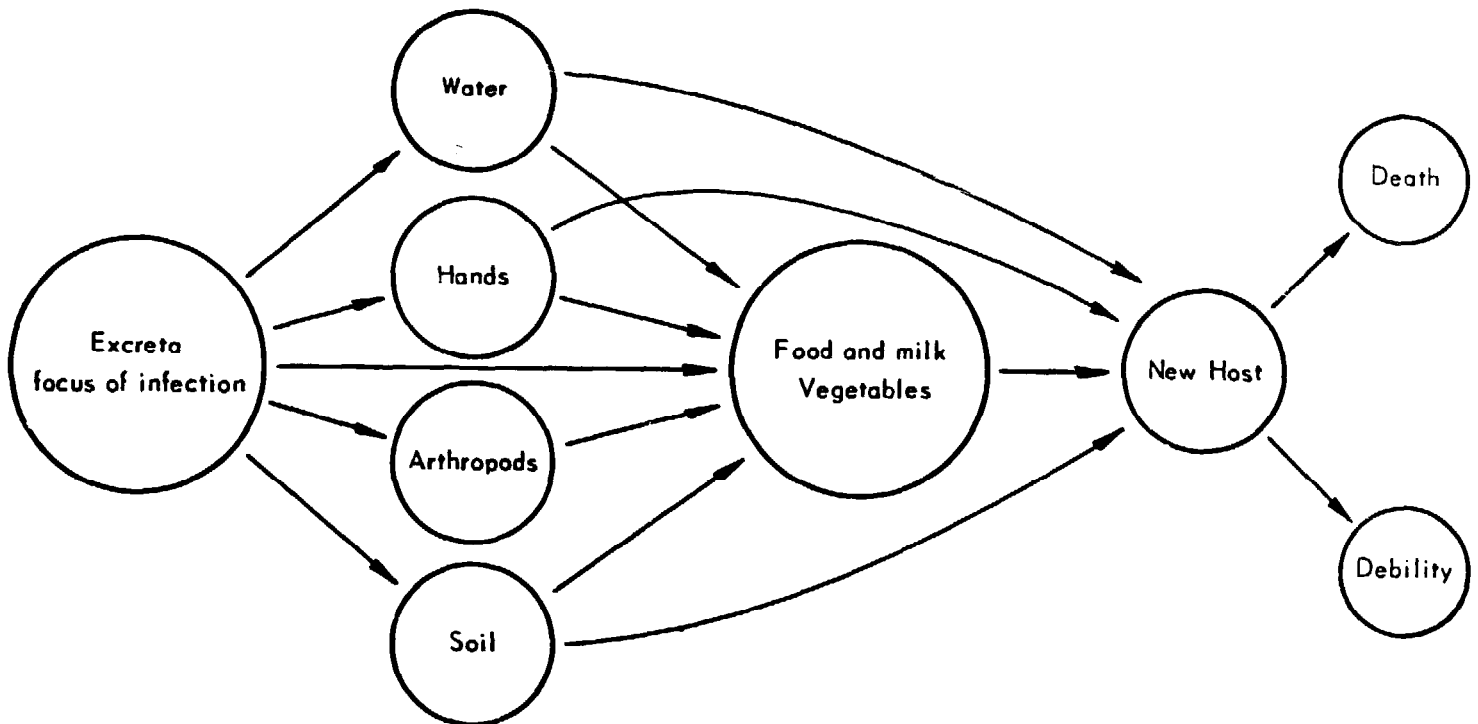 Water
Hands
Excreta
focus of infection
Arthropods
Soil
Food and milk
Vegetables
New Host
Death
Debility